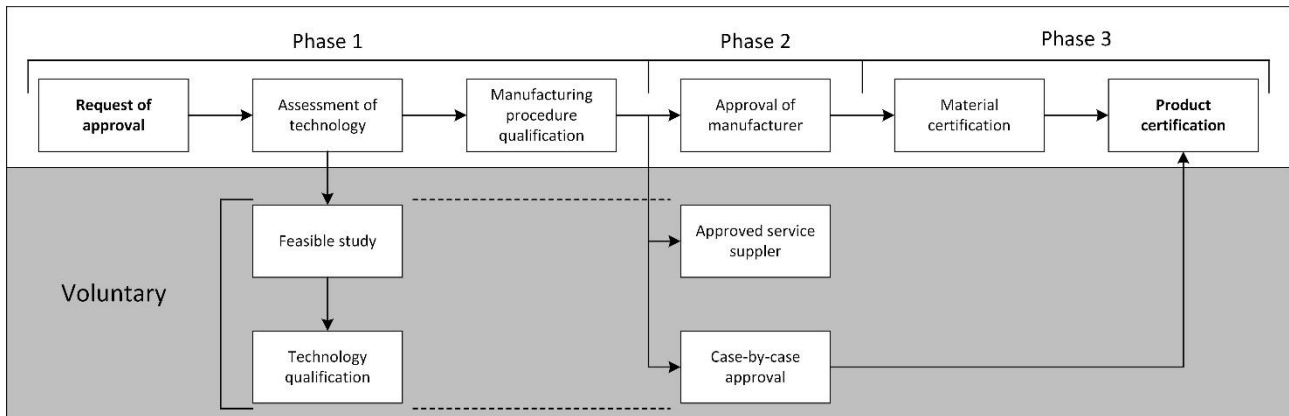 Phase 1
Phase 2
Phase 3
Request of
approval
Assessment of
technology
Manufacturing
procedure
qualification
Approval of
manufacturer
Material
certification
Product
certification
Voluntary
Feasible study
Approved service
suppler
Technology
qualification
Case-by-case
approval